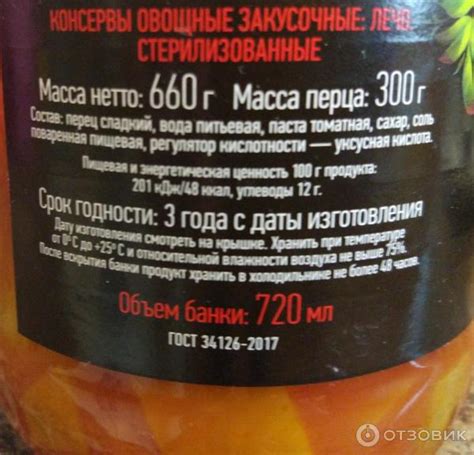 КОНСЕРВЫ ОВОЩНЫЕ ЗАКУСОЧНЫЕ: ЛЕЧО
СТЕРИЛИЗОВАННЫЕ
Масса нетто: 660 г Масса перца: 300 г
Состав: перец сладкий, вода питьевая, паста томатная, сахар, соль
поваренная пищевая, регулятор кислотности — уксусная кислота.
Пищевая и энергетическая ценность 100 г продукта:
201 кДж/48 ккал, углеводы 12 г.
Срок годности: 3 года с даты изготовления
Дату изготовления смотреть на крышке. Хранить при температуре
от 0° С до +25° С и относительной влажности воздуха не выше 75%.
После вскрытия банки продукт хранить в холодильнике не более 48 часов.
Объем банки: 720 мл
ГОСТ 34126-2017
ОТЗОВИК